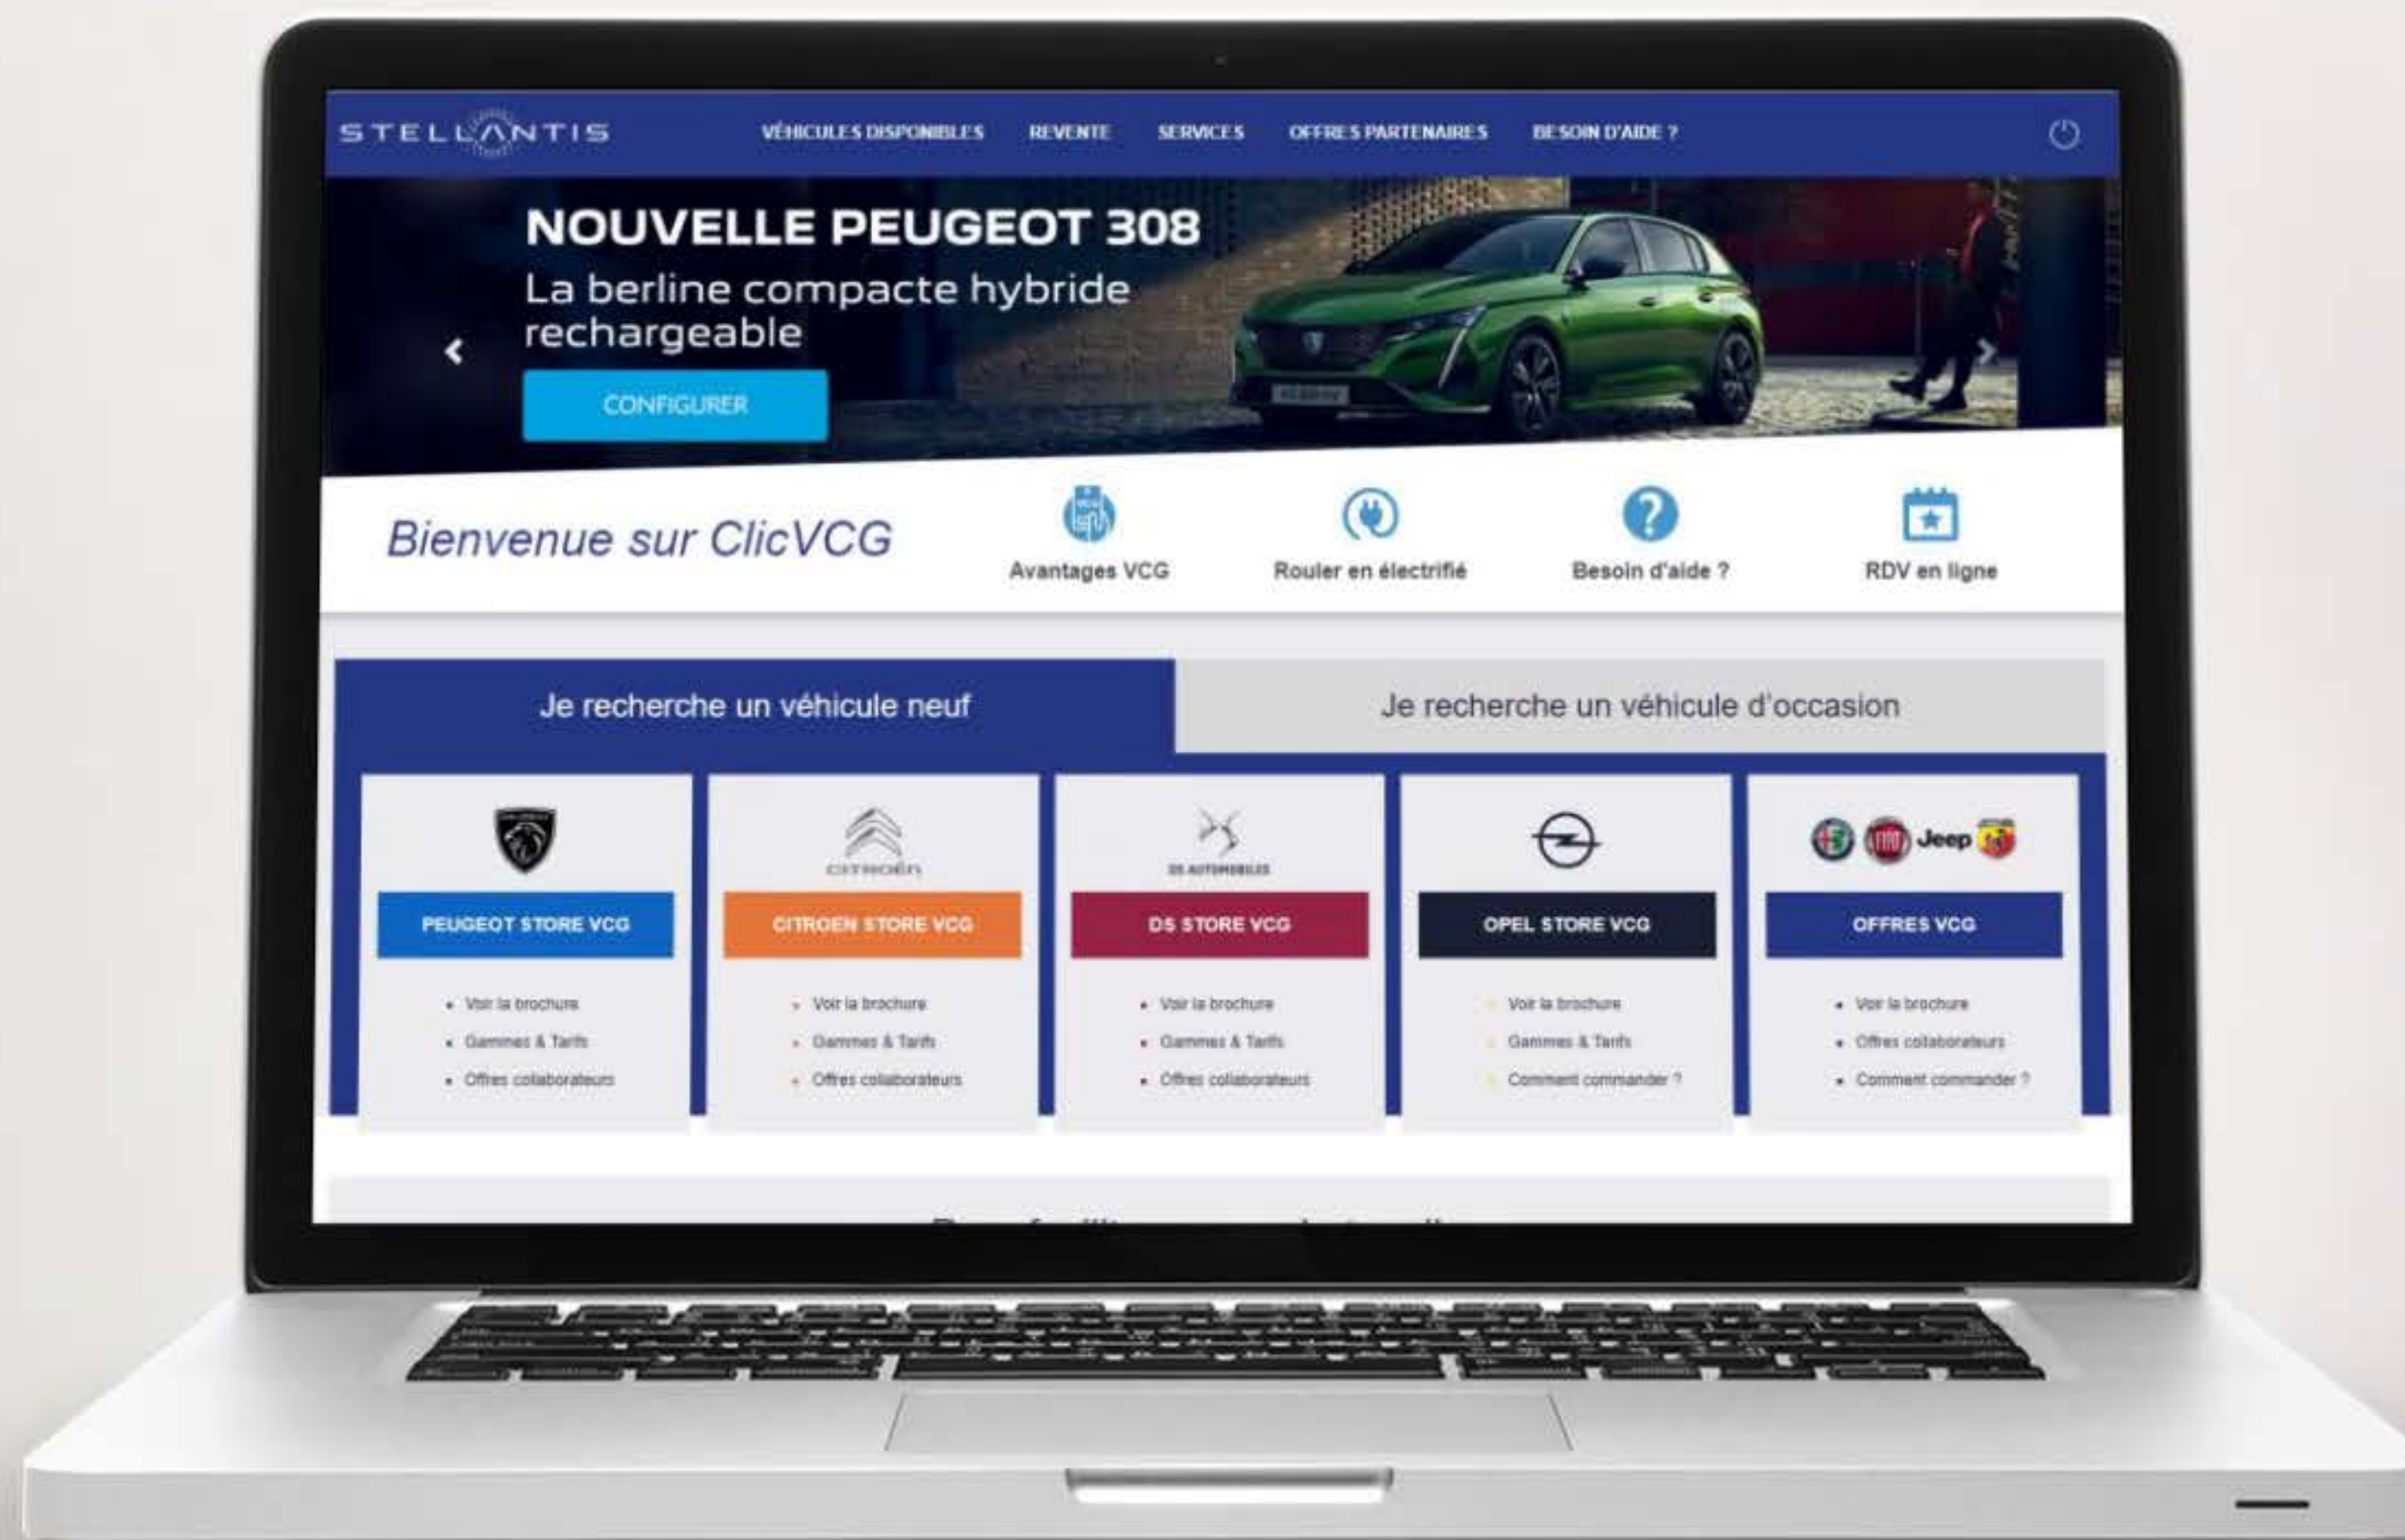 STELLANTIS
VÉHICULES DISPONIBLES REVENTE SERVICES OFFRES PARTENAIRES BESOIN D'AIDE ?
NOUVELLE PEUGEOT 308
La berline compacte hybride
rechargeable
CONFIGURER
Bienvenue sur ClicVCG
Avantages VCG
Rouler en électrifié
Besoin d'aide ?
RDV en ligne
Je recherche un véhicule neuf
Je recherche un véhicule d'occasion
PEUGEOT STORE VCG
Voir la brochure
Gammes & Tarifs
Offres collaborateurs
CITROËN
CITROEN STORE VCG
Voir la brochure
Gammes & Tarifs
Offres collaborateurs
DS AUTOMOBILES
DS STORE VCG
Voir la brochure
Gammes & Tarifs
Offres collaborateurs
OPEL STORE VCG
Voir la brochure
Gammes & Tarifs
Comment commander ?
FIAT Jeep
OFFRES VCG
Voir la brochure
Offres collaborateurs
Comment commander ?